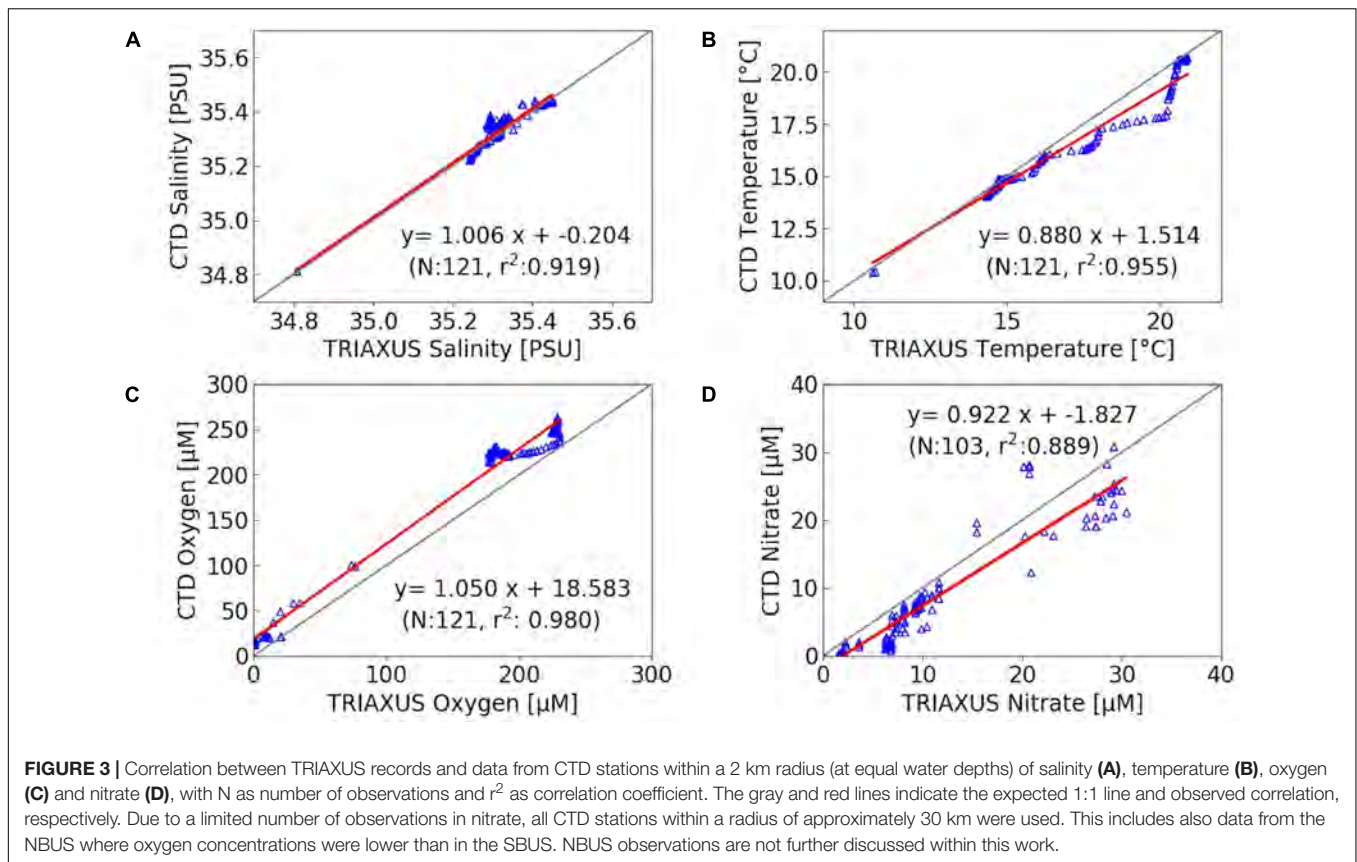 A
35.6
35.4
35.2
35.0
34.8
CTD Salinity [PSU]
y= 1.006 x + -0.204
(N:121, r²:0.919)
34.8 35.0 35.2 35.4 35.6
TRIAXUS Salinity [PSU]
B
20.0
17.5
15.0
12.5
10.0
CTD Temperature [°C]
y= 0.880 x + 1.514
(N:121, r²:0.955)
10 15 20
TRIAXUS Temperature [°C]
C
300
250
200
150
100
50
0
CTD Oxygen [µM]
y= 1.050 x + 18.583
(N:121, r²: 0.980)
0 100 200 300
TRIAXUS Oxygen [µM]
D
40
30
20
10
0
CTD Nitrate [µM]
y= 0.922 x + -1.827
(N:103, r²:0.889)
0 10 20 30 40
TRIAXUS Nitrate [µM]
FIGURE 3 | Correlation between TRIAXUS records and data from CTD stations within a 2 km radius (at equal water depths) of salinity (A), temperature (B), oxygen
(C) and nitrate (D), with N as number of observations and r² as correlation coefficient. The gray and red lines indicate the expected 1:1 line and observed correlation,
respectively. Due to a limited number of observations in nitrate, all CTD stations within a radius of approximately 30 km were used. This includes also data from the
NBUS where oxygen concentrations were lower than in the SBUS. NBUS observations are not further discussed within this work.